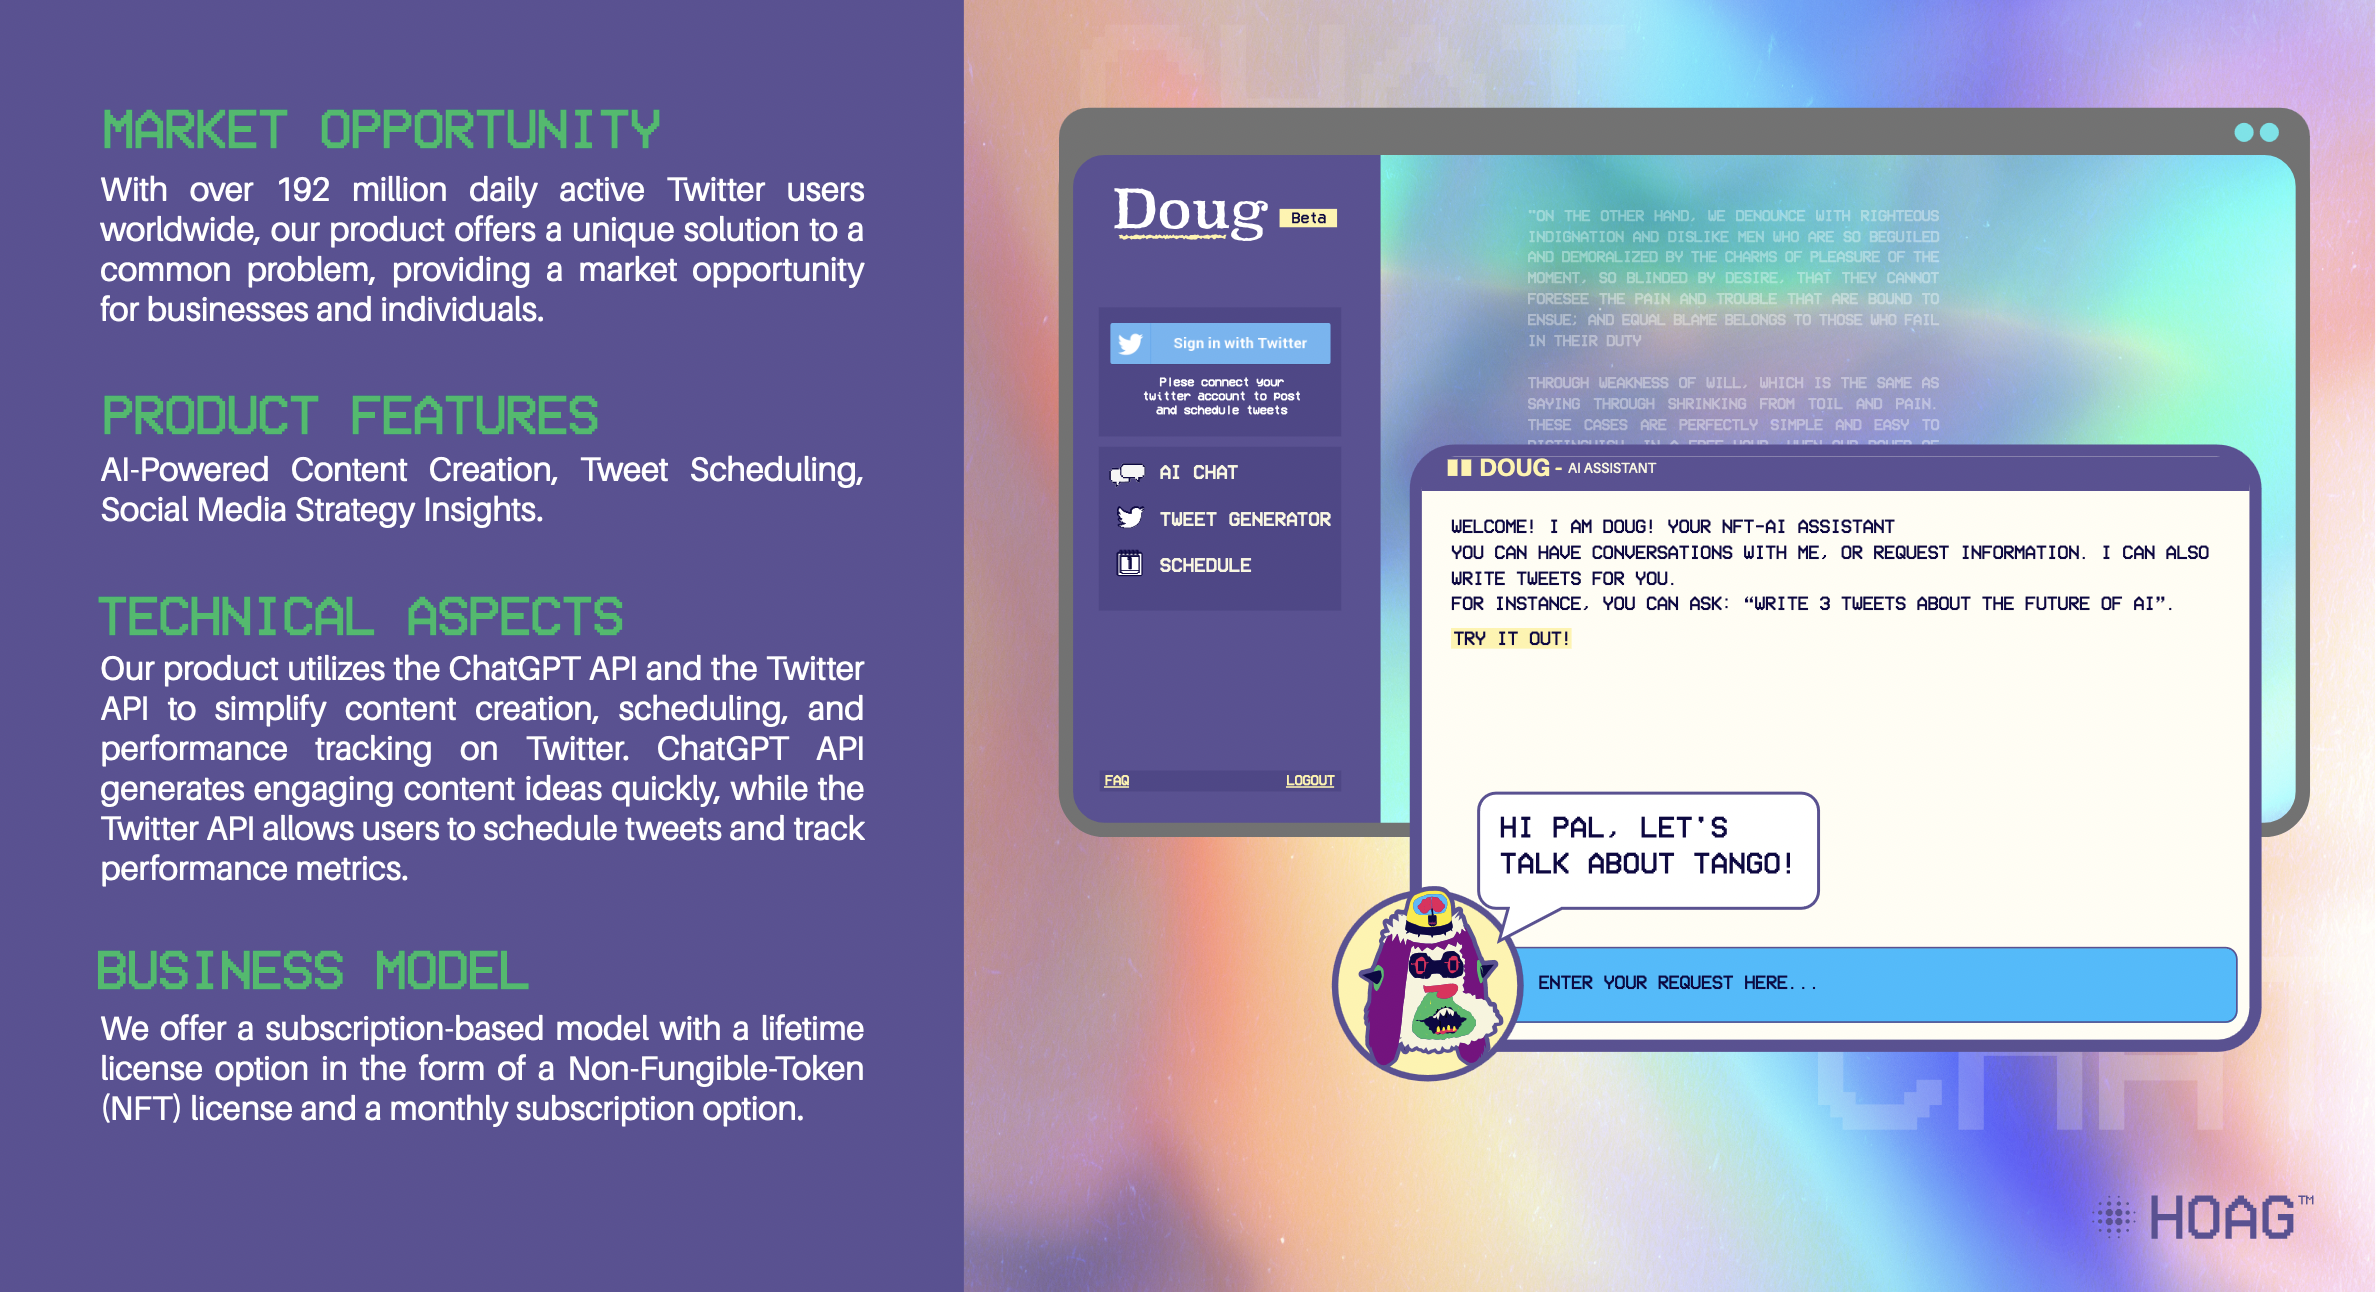 MARKET OPPORTUNITY
With over 192 million daily active Twitter users
worldwide, our product offers a unique solution to a
common problem, providing a market opportunity
for businesses and individuals.
PRODUCT FEATURES
AI-Powered Content Creation, Tweet Scheduling,
Social Media Strategy Insights.
TECHNICAL ASPECTS
Our product utilizes the ChatGPT API and the Twitter
API to simplify content creation, scheduling, and
performance tracking on Twitter. ChatGPT API
generates engaging content ideas quickly, while the
Twitter API allows users to schedule tweets and track
performance metrics.
BUSINESS MODEL
We offer a subscription-based model with a lifetime
license option in the form of a Non-Fungible-Token
(NFT) license and a monthly subscription option.
CHAT
Doug Beta
Sign in with Twitter
Plese connect your
twitter account to post
and schedule tweets
AI CHAT
TWEET GENERATOR
1
SCHEDULE
FAQ LOGOUT
"ON THE OTHER HAND, WE DENOUNCE WITH RIGHTEOUS
INDIGNATION AND DISLIKE MEN WHO ARE SO BEGUILED
AND DEMORALIZED BY THE CHARMS OF PLEASURE OF THE
MOMENT, SO BLINDED BY DESIRE, THAT THEY CANNOT
FORESEE THE PAIN AND TROUBLE THAT ARE BOUND TO
ENSUE; AND EQUAL BLAME BELONGS TO THOSE WHO FAIL
IN THEIR DUTY
THROUGH WEAKNESS OF WILL, WHICH IS THE SAME AS
SAYING THROUGH SHRINKING FROM TOIL AND PAIN.
THESE CASES ARE PERFECTLY SIMPLE AND EASY TO
DOUG - AI ASSISTANT
WELCOME! I AM DOUG! YOUR NFT-AI ASSISTANT
YOU CAN HAVE CONVERSATIONS WITH ME, OR REQUEST INFORMATION. I CAN ALSO
WRITE TWEETS FOR YOU.
FOR INSTANCE, YOU CAN ASK: “WRITE 3 TWEETS ABOUT THE FUTURE OF AI”.
TRY IT OUT!
HI PAL, LET'S
TALK ABOUT TANGO!
ENTER YOUR REQUEST HERE...
CHAT
HOAG™